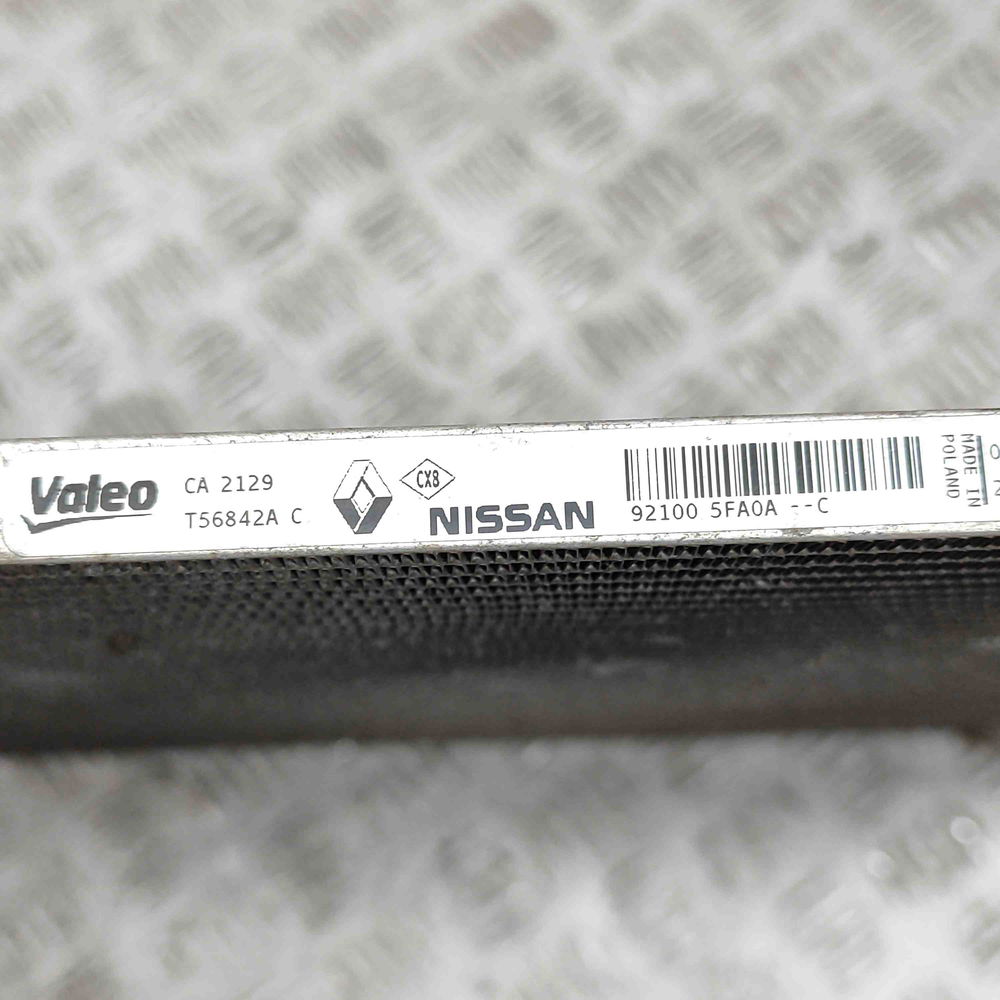 Valeo
CA 2129
T56842A C
CX8
NISSAN
92100 5FA0A --C
MADE IN
POLAND